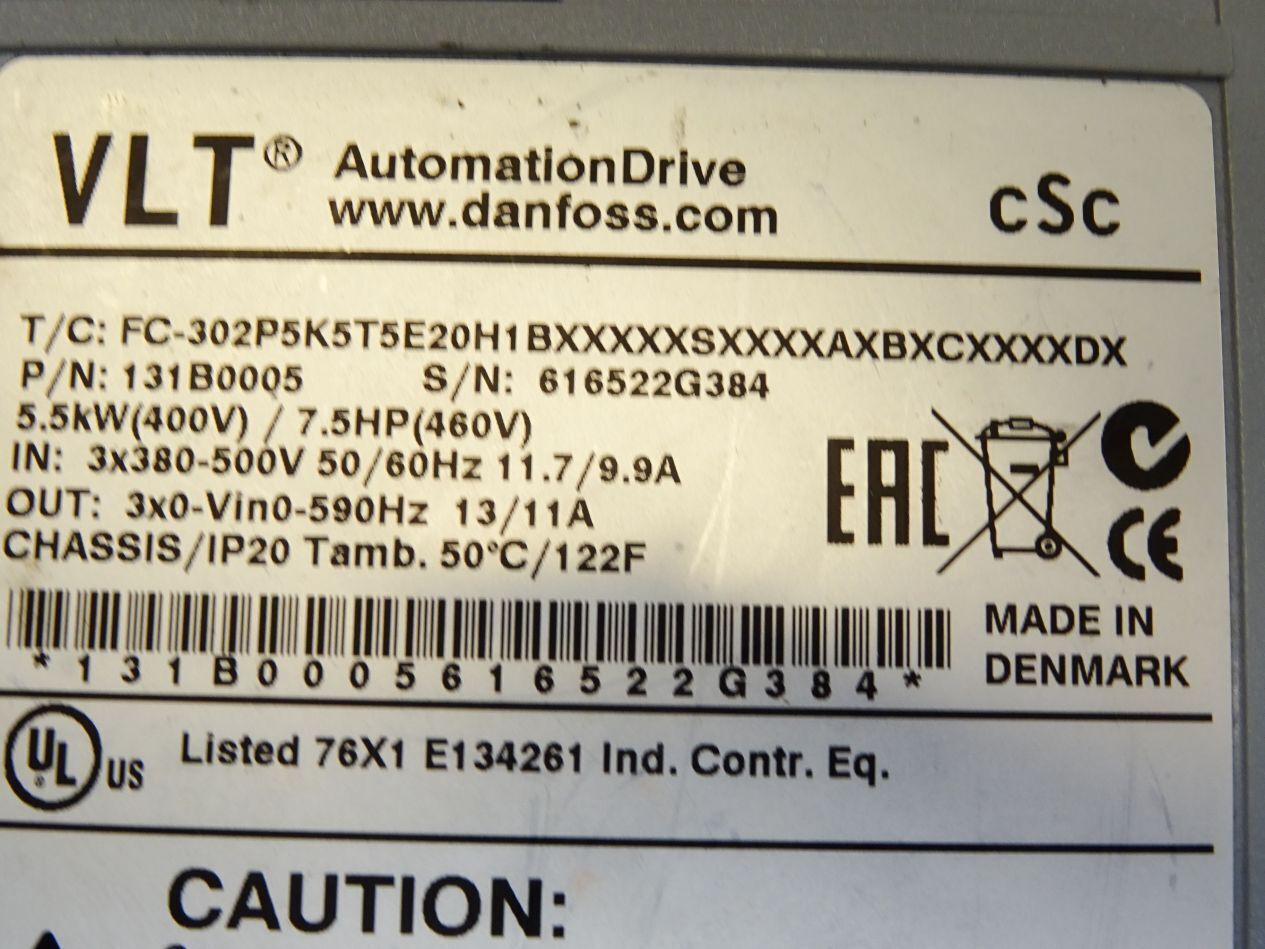 VLT® AutomationDrive
www.danfoss.com
cSc
T/C: FC-302P5K5T5E20H1BXXXXXSXXXXAXBXCXXXXDX
P/N: 131B0005 S/N: 616522G384
5.5kW(400V) / 7.5HP(460V)
IN: 3x380-500V 50/60Hz 11.7/9.9A
OUT: 3x0-Vin0-590Hz 13/11A
CHASSIS/IP20 Tamb. 50°C/122F
EAC
CE
*131B0005616522G384*
MADE IN
DENMARK
UL® US Listed 76X1 E134261 Ind. Contr. Eq.
CAUTION: